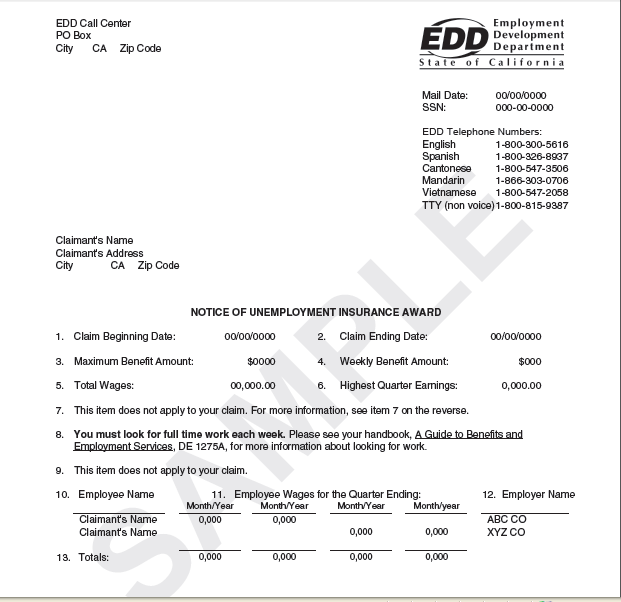 EDD Call Center
PO Box
City CA Zip Code
EDD Employment
Development
Department
State of California
Mail Date: 00/00/0000
SSN: 000-00-0000
EDD Telephone Numbers:
English 1-800-300-5616
Spanish 1-800-326-8937
Cantonese 1-800-547-3506
Mandarin 1-866-303-0706
Vietnamese 1-800-547-2058
TTY (non voice) 1-800-815-9387
Claimant's Name
Claimant's Address
City CA Zip Code
SAMPLE
NOTICE OF UNEMPLOYMENT INSURANCE AWARD
1. Claim Beginning Date: 00/00/0000 2. Claim Ending Date: 00/00/0000
3. Maximum Benefit Amount: $0000 4. Weekly Benefit Amount: $000
5. Total Wages: 00,000.00 6. Highest Quarter Earnings: 0,000.00
7. This item does not apply to your claim. For more information, see item 7 on the reverse.
8. You must look for full time work each week. Please see your handbook, A Guide to Benefits and
Employment Services, DE 1275A, for more information about looking for work.
9. This item does not apply to your claim.
10. Employee Name 11. Employee Wages for the Quarter Ending: 12. Employer Name
Month/Year Month/Year Month/Year Month/year
Claimant's Name 0,000 0,000 ABC CO
Claimant's Name 0,000 0,000 XYZ CO
13. Totals: 0,000 0,000 0,000 0,000